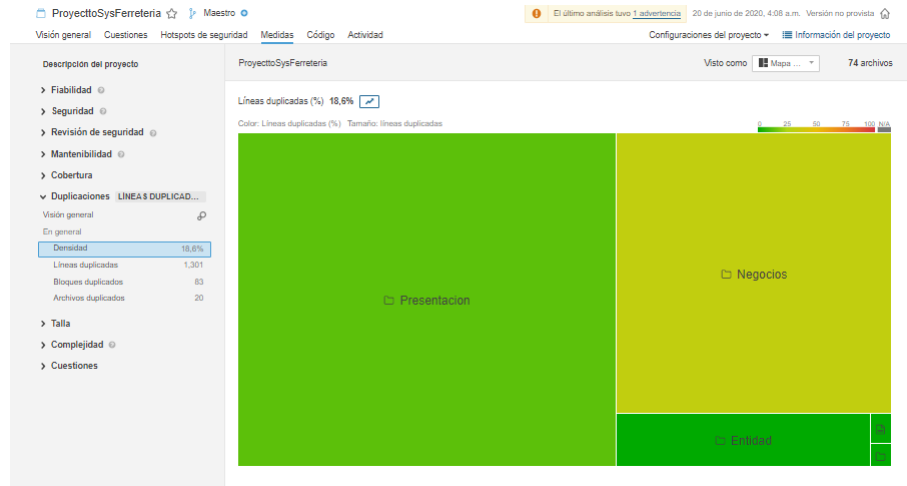 ProyecttoSysFerreteria Maestro
El último análisis tuvo 1 advertencia 20 de junio de 2020, 4:08 a.m. Versión no provista
Visión general Cuestiones Hotspots de seguridad Medidas Código Actividad
Configuraciones del proyecto Información del proyecto
Descripción del proyecto
Fiabilidad
Seguridad
Revisión de seguridad
Mantenibilidad
Cobertura
Duplicaciones LÍNEAS DUPLICAD...
Visión general
En general
Densidad 18,6%
Líneas duplicadas 1,301
Bloques duplicados 83
Archivos duplicados 20
Talla
Complejidad
Cuestiones
ProyecttoSysFerreteria
Visto como Mapa ... 74 archivos
Líneas duplicadas (%) 18,6%
Color: Líneas duplicadas (%) Tamaño: líneas duplicadas
0 25 50 75 100 N/A
Presentacion
Negocios
Entidad